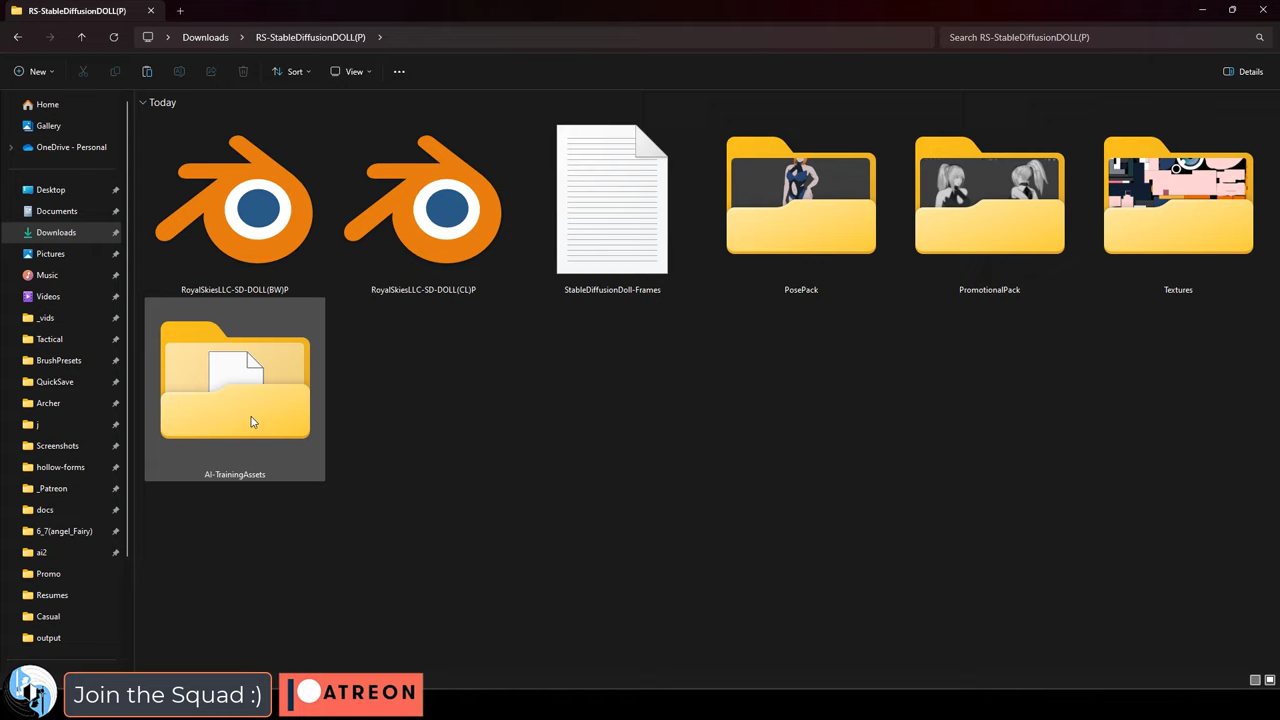 RS-StableDiffusionDOLL(P)
Downloads
RS-StableDiffusionDOLL(P)
Search RS-StableDiffusionDOLL(P)
New
Sort
View
Details
Home
Gallery
OneDrive - Personal
Desktop
Documents
Downloads
Pictures
Music
Videos
_vids
Tactical
BrushPresets
QuickSave
Archer
j
Screenshots
hollow-forms
_Patreon
docs
6_7(angel_Fairy)
ai2
Promo
Resumes
Casual
output
Today
RoyalSkiesLLC-SD-DOLL(BW)P
RoyalSkiesLLC-SD-DOLL(CL)P
StableDiffusionDoll-Frames
PosePack
PromotionalPack
Textures
AI-TrainingAssets
Join the Squad :)
PATREON